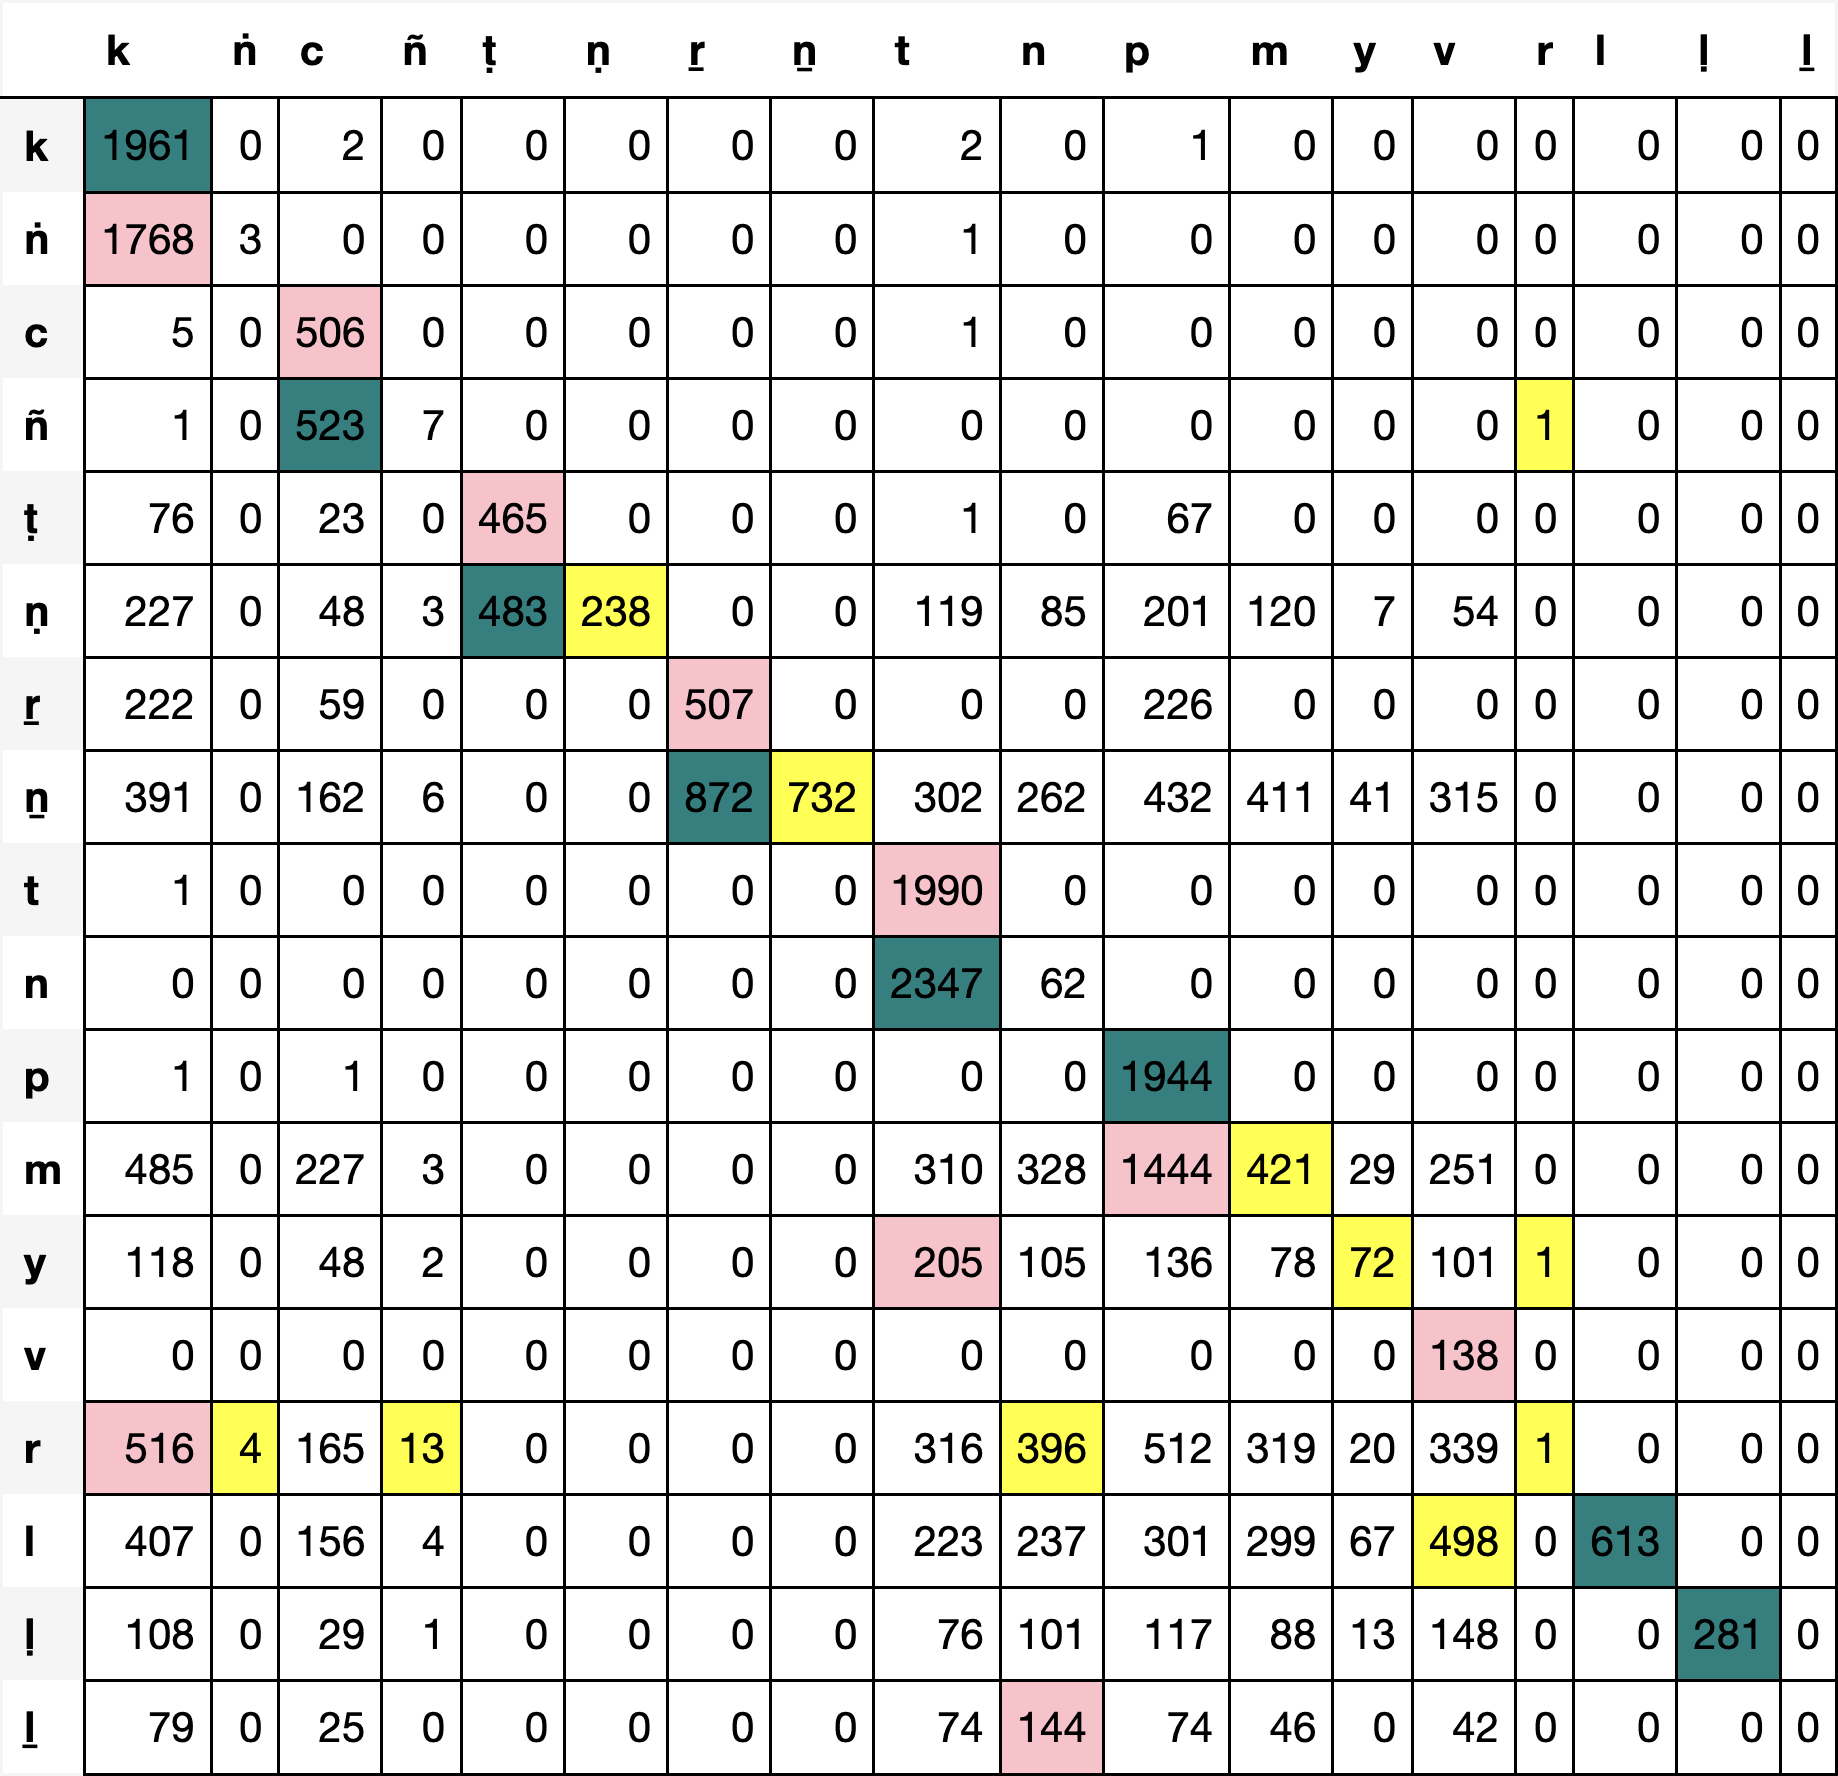 k ṅ c ñ ṭ ṇ ṟ ṉ t n p m y v r l ḷ ḻ
k 1961 0 2 0 0 0 0 0 2 0 1 0 0 0 0 0 0 0
ṅ 1768 3 0 0 0 0 0 0 1 0 0 0 0 0 0 0 0 0
c 5 0 506 0 0 0 0 0 1 0 0 0 0 0 0 0 0 0
ñ 1 0 523 7 0 0 0 0 0 0 0 0 0 0 1 0 0 0
ṭ 76 0 23 0 465 0 0 0 1 0 67 0 0 0 0 0 0 0
ṇ 227 0 48 3 483 238 0 0 119 85 201 120 7 54 0 0 0 0
ṟ 222 0 59 0 0 0 507 0 0 0 226 0 0 0 0 0 0 0
ṉ 391 0 162 6 0 0 872 732 302 262 432 411 41 315 0 0 0 0
t 1 0 0 0 0 0 0 0 1990 0 0 0 0 0 0 0 0 0
n 0 0 0 0 0 0 0 0 2347 62 0 0 0 0 0 0 0 0
p 1 0 1 0 0 0 0 0 0 0 1944 0 0 0 0 0 0 0
m 485 0 227 3 0 0 0 0 310 328 1444 421 29 251 0 0 0 0
y 118 0 48 2 0 0 0 0 205 105 136 78 72 101 1 0 0 0
v 0 0 0 0 0 0 0 0 0 0 0 0 0 138 0 0 0 0
r 516 4 165 13 0 0 0 0 316 396 512 319 20 339 1 0 0 0
l 407 0 156 4 0 0 0 0 223 237 301 299 67 498 0 613 0 0
ḷ 108 0 29 1 0 0 0 0 76 101 117 88 13 148 0 0 281 0
ḻ 79 0 25 0 0 0 0 0 74 144 74 46 0 42 0 0 0 0